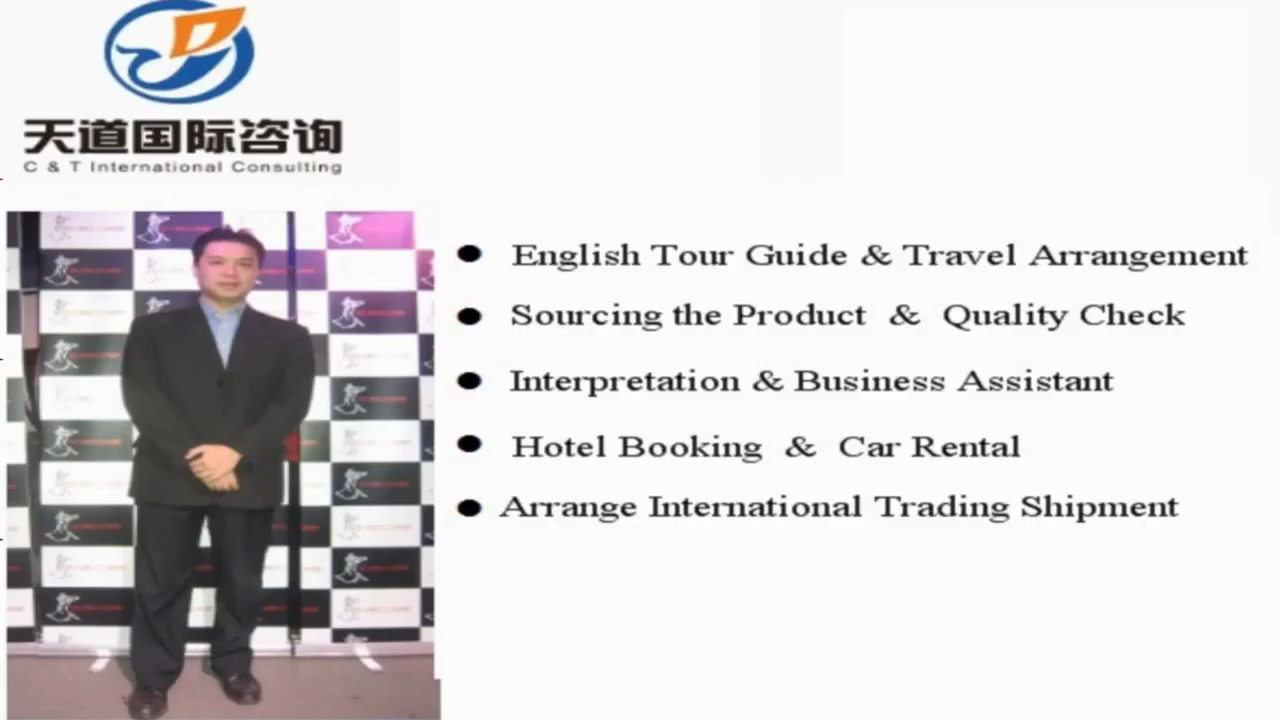 天道国际咨询
C & T International Consulting
English Tour Guide & Travel Arrangement
Sourcing the Product & Quality Check
Interpretation & Business Assistant
Hotel Booking & Car Rental
Arrange International Trading Shipment